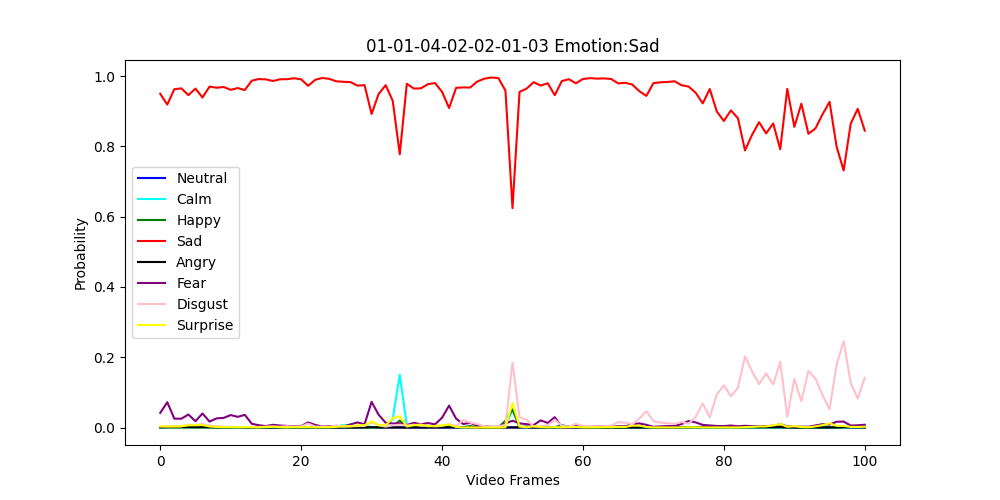 01-01-04-02-02-01-03 Emotion:Sad
1.0
0.8
0.6
0.4
0.2
0.0
Probability
Neutral
Calm
Happy
Sad
Angry
Fear
Disgust
Surprise
0
20
40
60
80
100
Video Frames